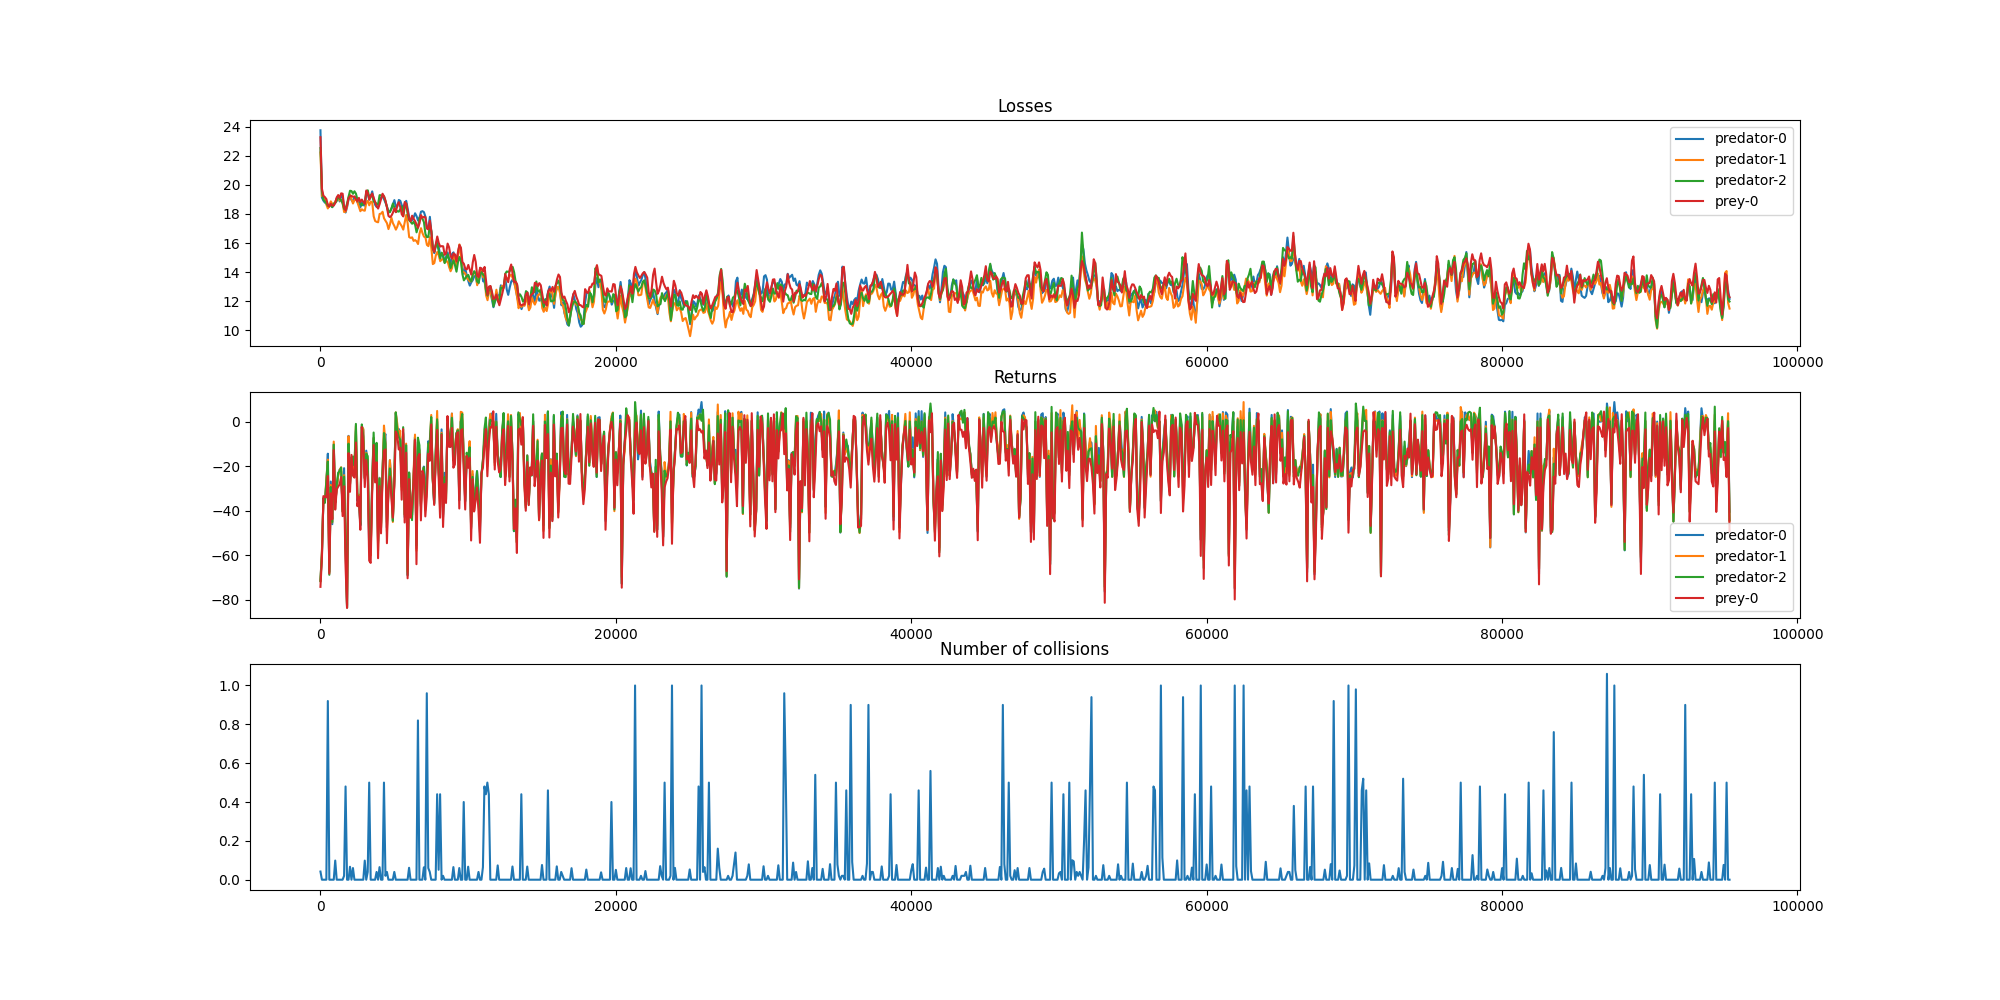 Losses
24
22
20
18
16
14
12
10
predator-0
predator-1
predator-2
prey-0
0 20000 40000 60000 80000 100000
Returns
0
−20
−40
−60
−80
predator-0
predator-1
predator-2
prey-0
0 20000 40000 60000 80000 100000
Number of collisions
1.0
0.8
0.6
0.4
0.2
0.0
0 20000 40000 60000 80000 100000